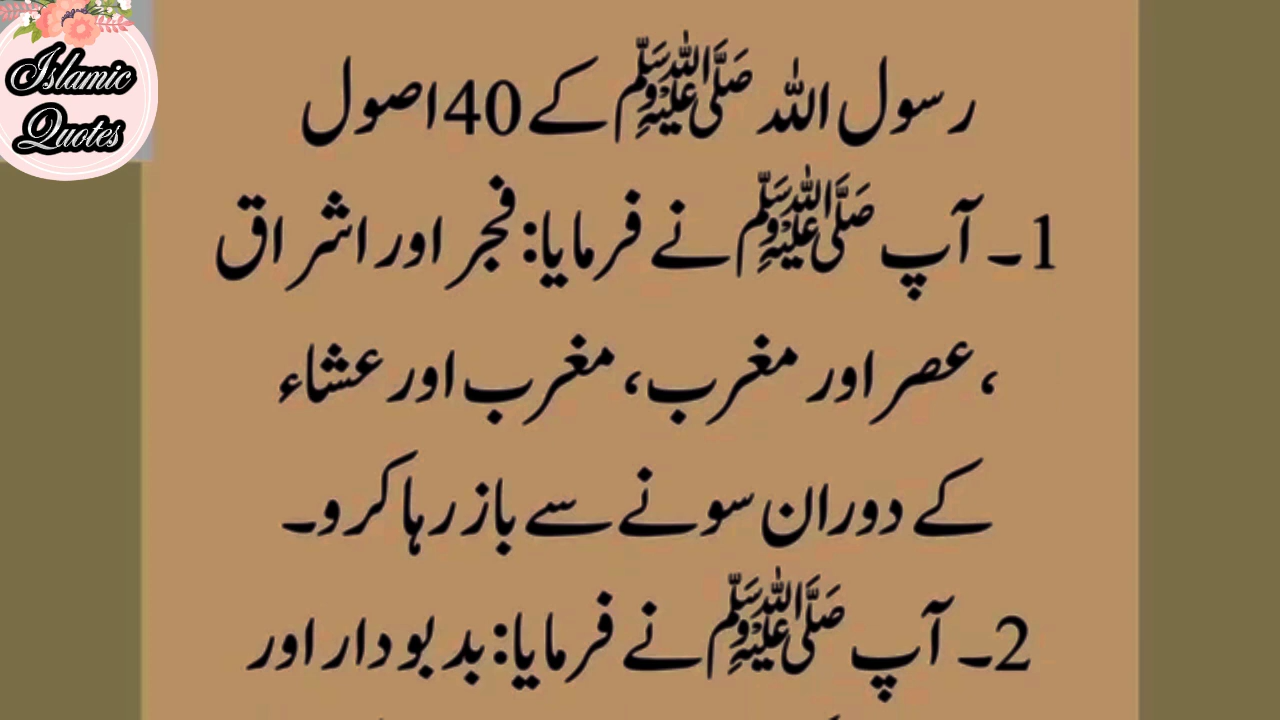 Islamic
Quotes
رسول اللہ ﷺ کے 40 اصول
1۔ آپ ﷺ نے فرمایا: فجر اور اشراق
، عصر اور مغرب، مغرب اور عشاء
کے دوران سونے سے باز رہا کرو۔
2۔ آپ ﷺ نے فرمایا: بدبودار اور